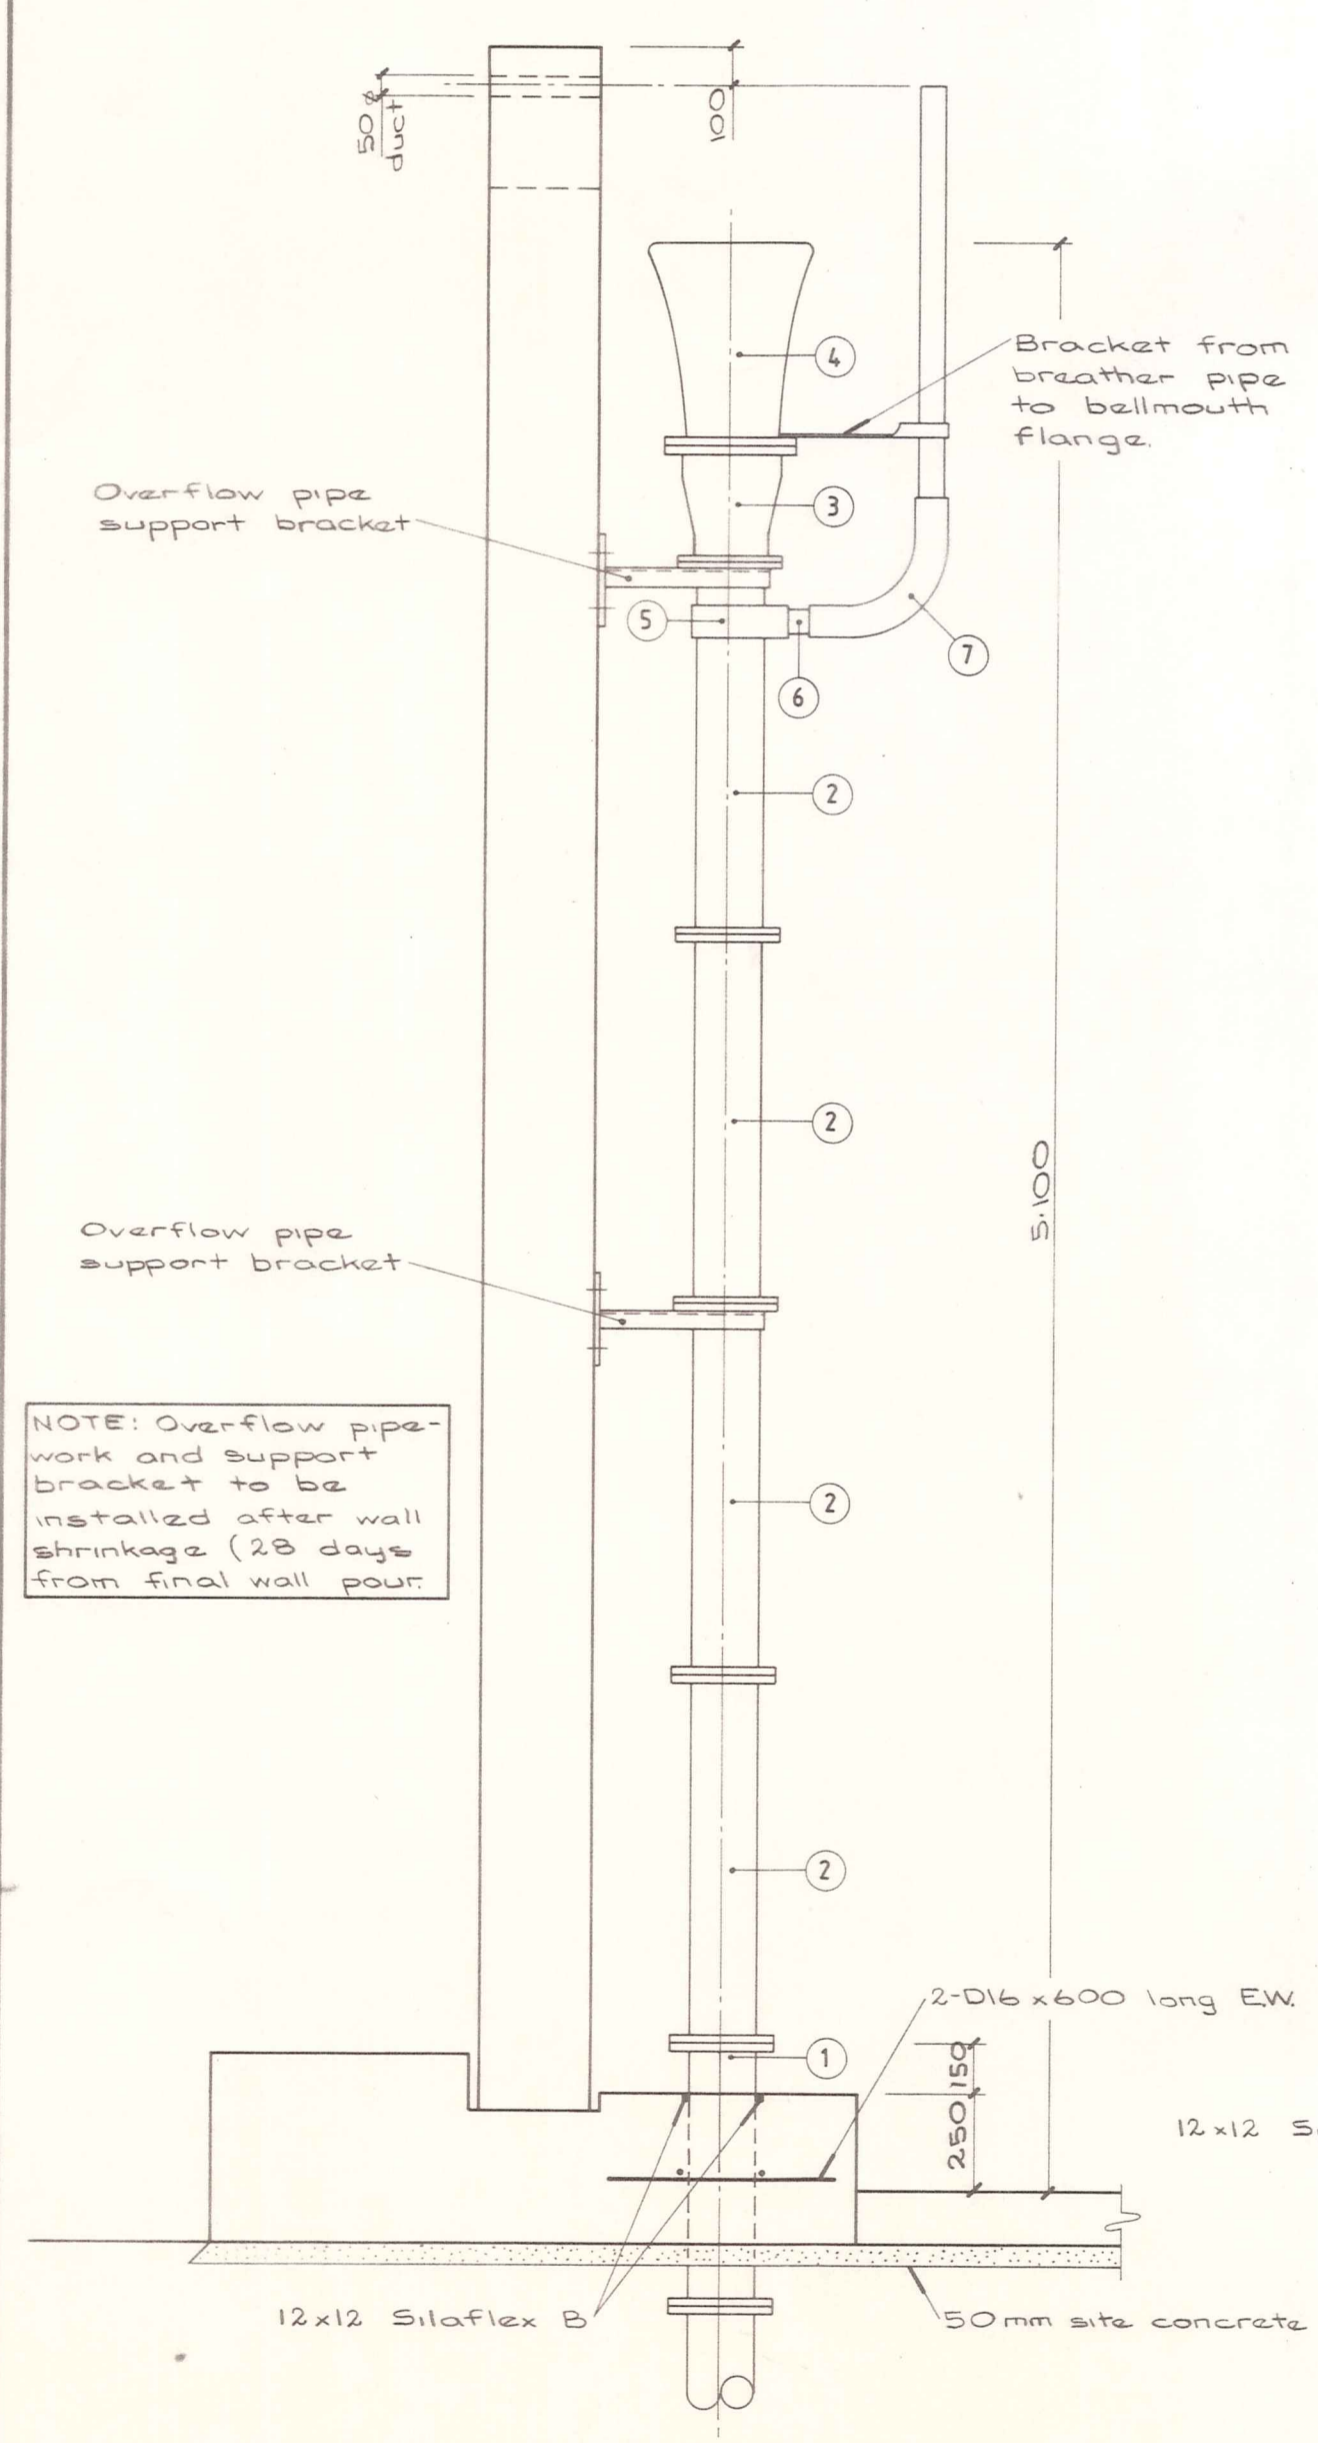 50 ø
duct
100
4
Bracket from
breather pipe
to bellmouth
flange.
Overflow pipe
support bracket
3
5
6
7
2
2
5.100
Overflow pipe
support bracket
NOTE: Overflow pipe-
work and support
bracket to be
installed after wall
shrinkage (28 days
from final wall pour.
2
2
2-D16 x 600 long E.W.
1
150
250
12 x 12
12 x 12 Silaflex B
50mm site concrete